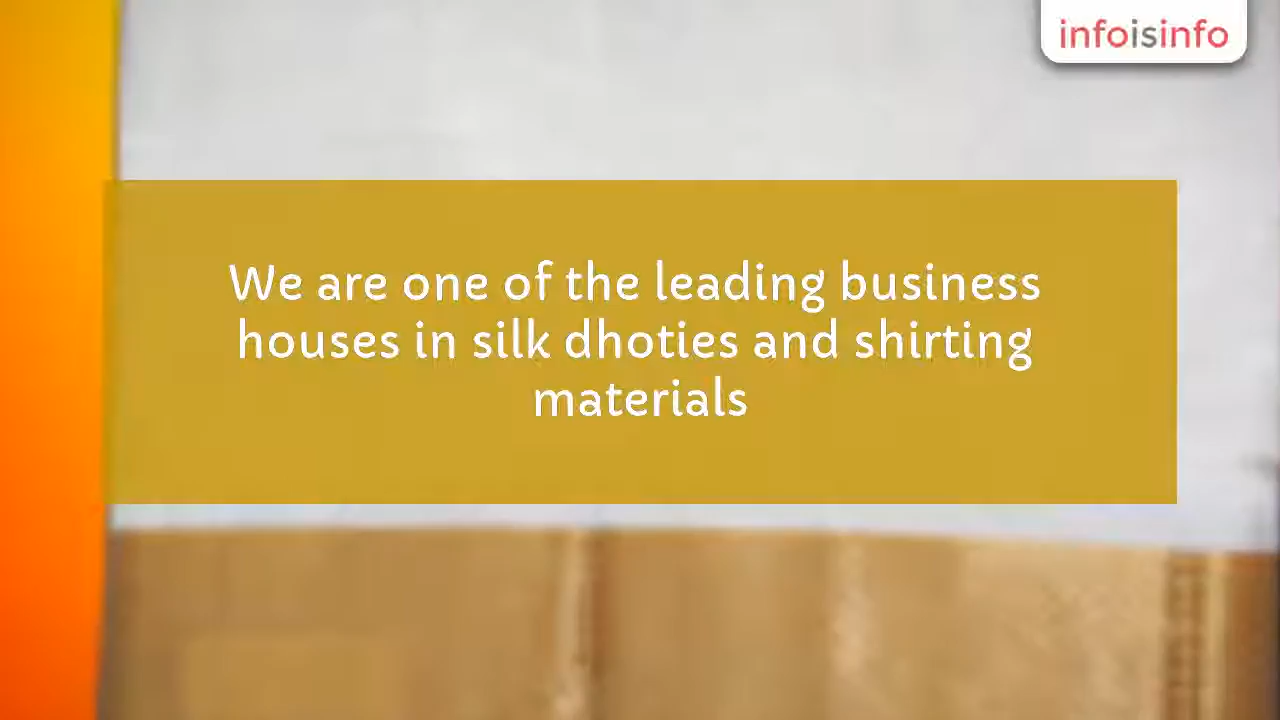 infoisinfo
We are one of the leading business
houses in silk dhoties and shirting
materials